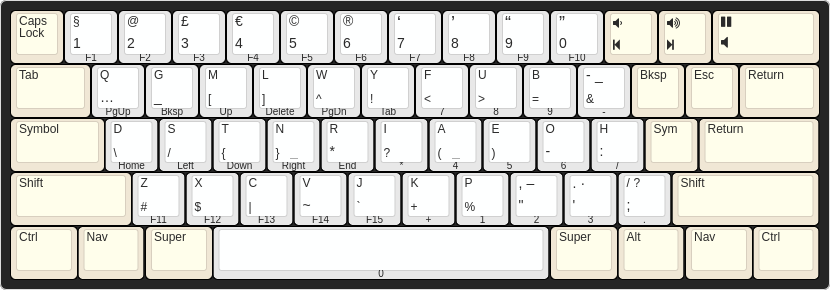 Caps § @ £ € © ® ‘ ’ “ ”
Lock 1 2 3 4 5 6 7 8 9 0
F1 F2 F3 F4 F5 F6 F7 F8 F9 F10
Tab Q G M L W Y F U B - _ Bksp Esc Return
… _ [ ] ^ ! < > = &
PgUp Bksp Up Delete PgDn Tab 7 8 9 -
Symbol D S T N R I A E O H Sym Return
\ / { } _ * ? ( _ ) - :
Home Left Down Right End * 4 5 6 /
Shift Z X C V J K P , – . · / ? Shift
# $ | ~ ` + % " ' ;
F11 F12 F13 F14 F15 + 1 2 3 .
Ctrl Nav Super Super Alt Nav Ctrl
0